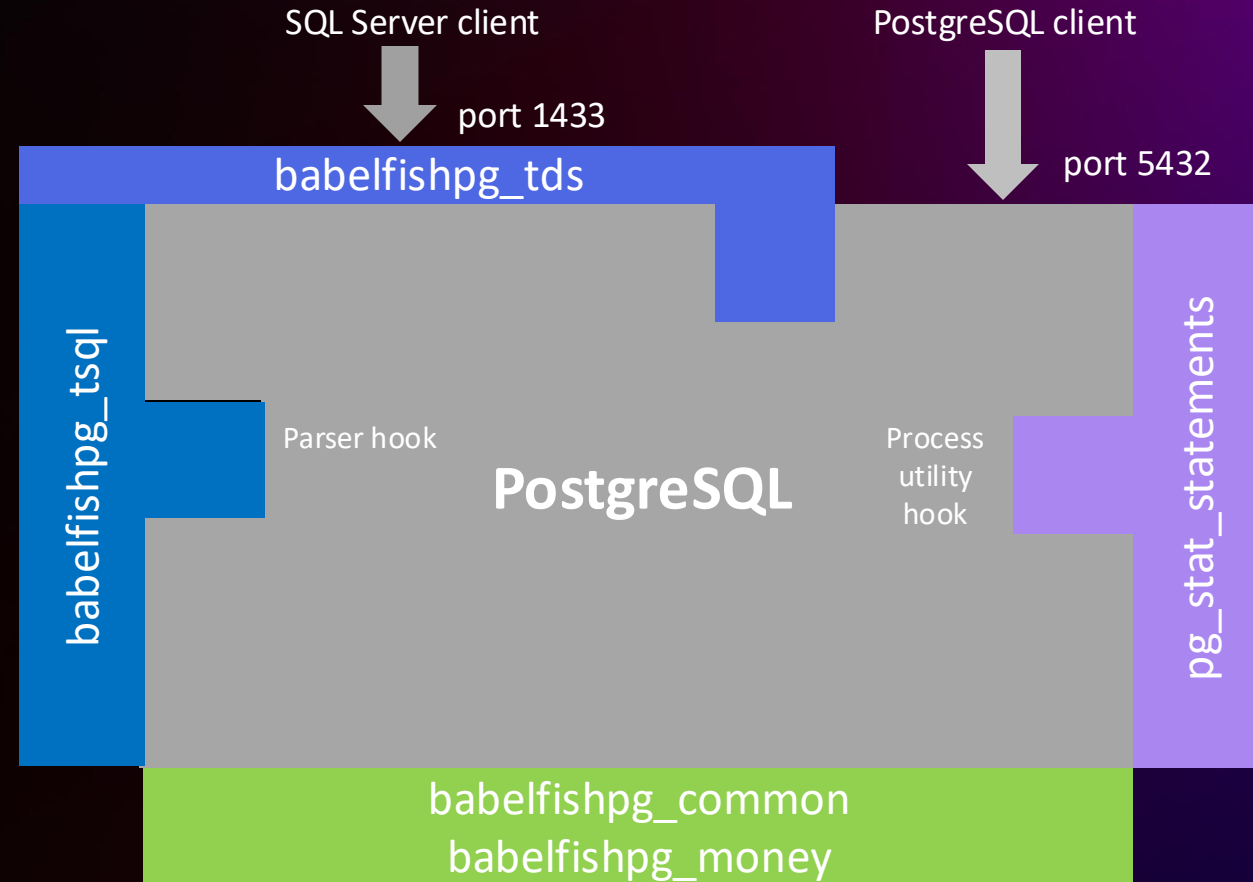 SQL Server client
PostgreSQL client
port 1433
port 5432
babelfishpg_tds
babelfishpg_tsql
Parser hook
PostgreSQL
Process
utility
hook
pg_stat_statements
babelfishpg_common
babelfishpg_money